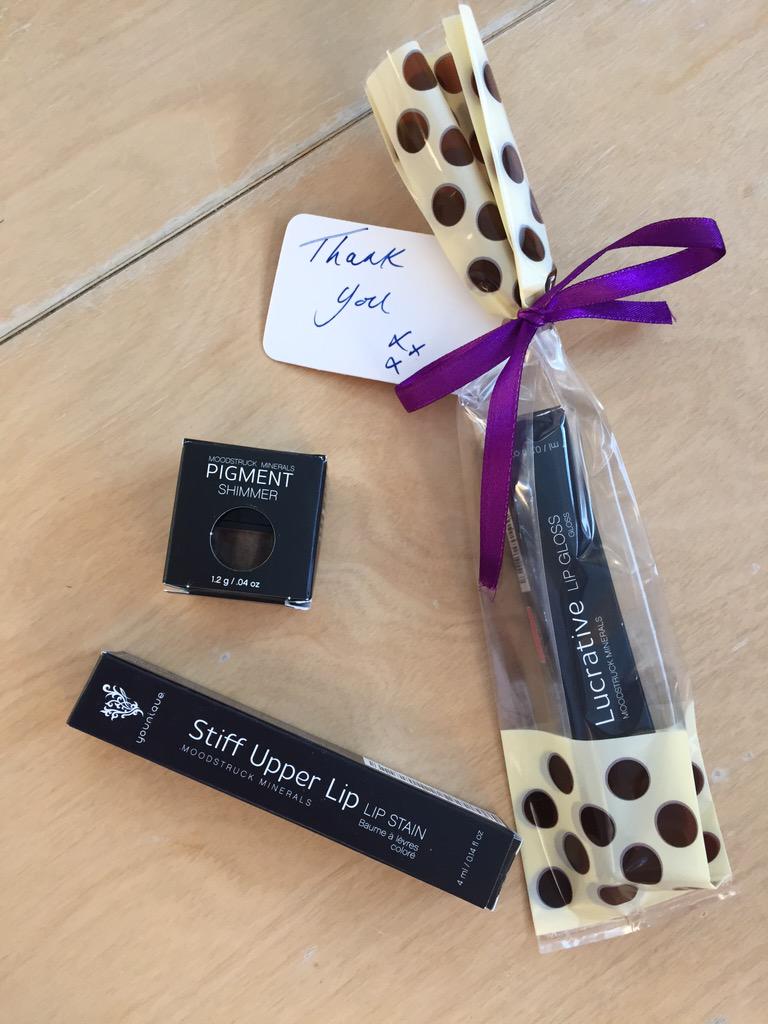 Thank
You
xx
x
MOODSTRUCK MINERALS
PIGMENT
SHIMMER
1.2 g / .04 oz
Lucrative LIP GLOSS
GLOSS
MOODSTRUCK MINERALS
younique
Stiff Upper Lip LIP STAIN
MOODSTRUCK MINERALS
Baume à lèvres
coloré
4 ml / 0.14 fl oz